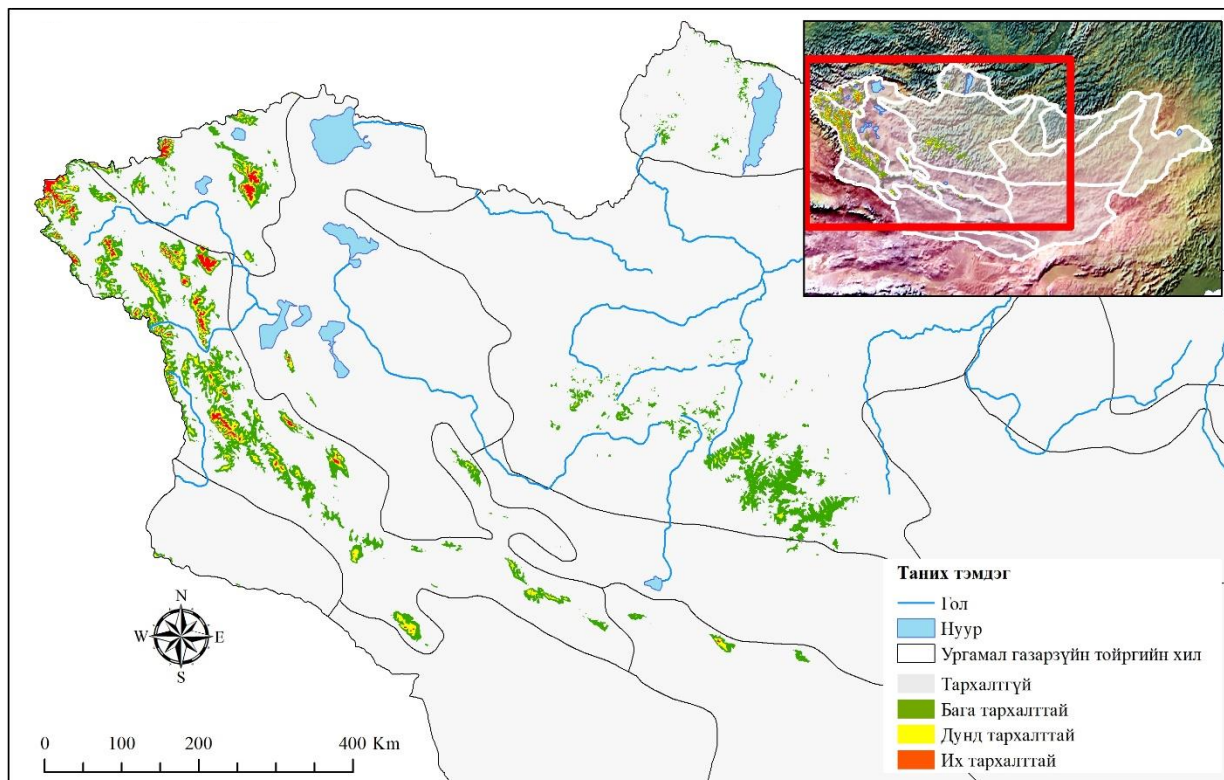 N
W E
S
0 100 200 400 Km
Таних тэмдэг
Гол
Нуур
Ургамал газарзүйн тойргийн хил
Тархалтгүй
Бага тархалттай
Дунд тархалттай
Их тархалттай